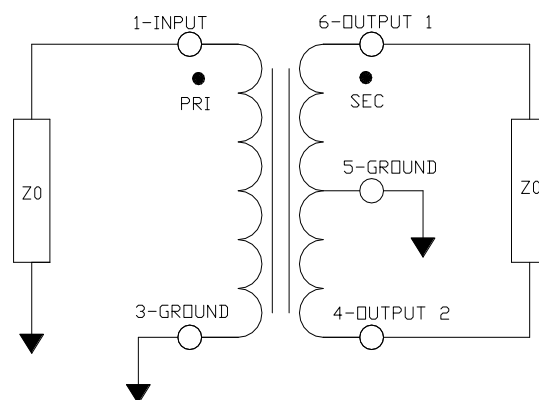 1-INPUT
6-OUTPUT 1
PRI
SEC
5-GROUND
Z0
Z0
3-GROUND
4-OUTPUT 2